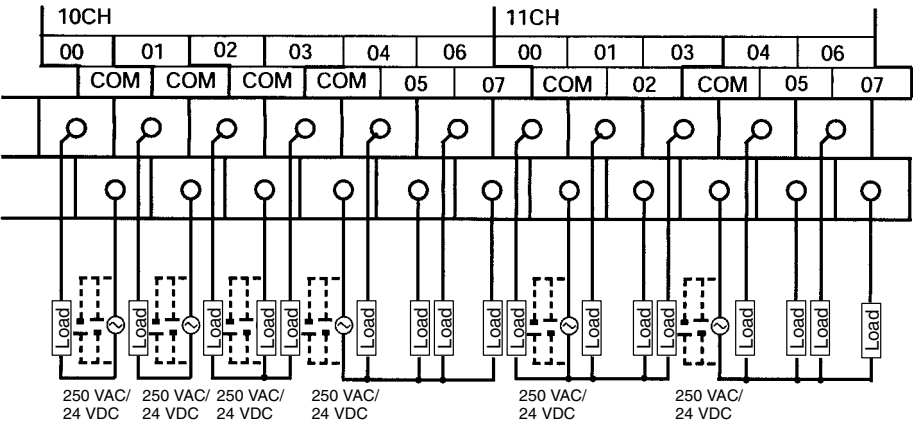 10CH 11CH
00 01 02 03 04 06 00 01 03 04 06
COM COM COM COM 05 07 COM 02 COM 05 07
Load Load Load Load Load Load Load Load Load Load Load Load Load Load Load Load
250 VAC/ 250 VAC/ 250 VAC/ 250 VAC/ 250 VAC/ 250 VAC/
24 VDC 24 VDC 24 VDC 24 VDC 24 VDC 24 VDC